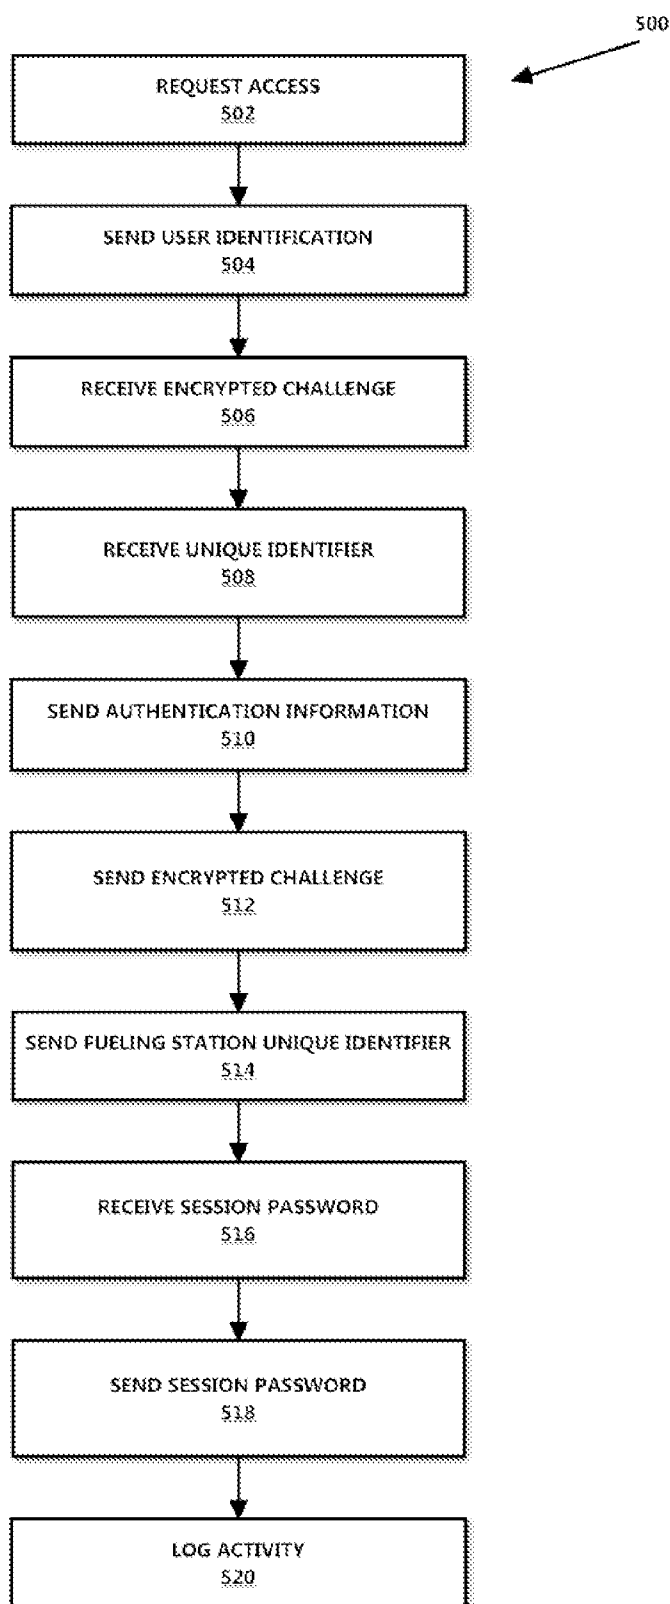 500
REQUEST ACCESS
502
SEND USER IDENTIFICATION
504
RECEIVE ENCRYPTED CHALLENGE
506
RECEIVE UNIQUE IDENTIFIER
508
SEND AUTHENTICATION INFORMATION
510
SEND ENCRYPTED CHALLENGE
512
SEND FUELING STATION UNIQUE IDENTIFIER
514
RECEIVE SESSION PASSWORD
516
SEND SESSION PASSWORD
518
LOG ACTIVITY
520